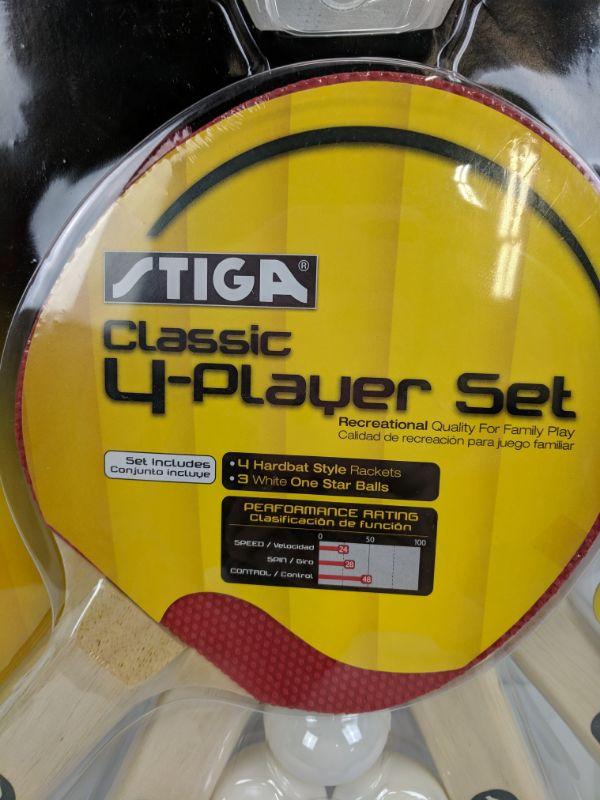 STIGA®
Classic
4-Player Set
Recreational Quality For Family Play
Calidad de recreación para juego familiar
Set Includes
Conjunto incluye
• 4 Hardbat Style Rackets
• 3 White One Star Balls
PERFORMANCE RATING
Clasificación de función
0 50 100
SPEED / Velocidad 24
SPIN / Giro 28
CONTROL / Control 48